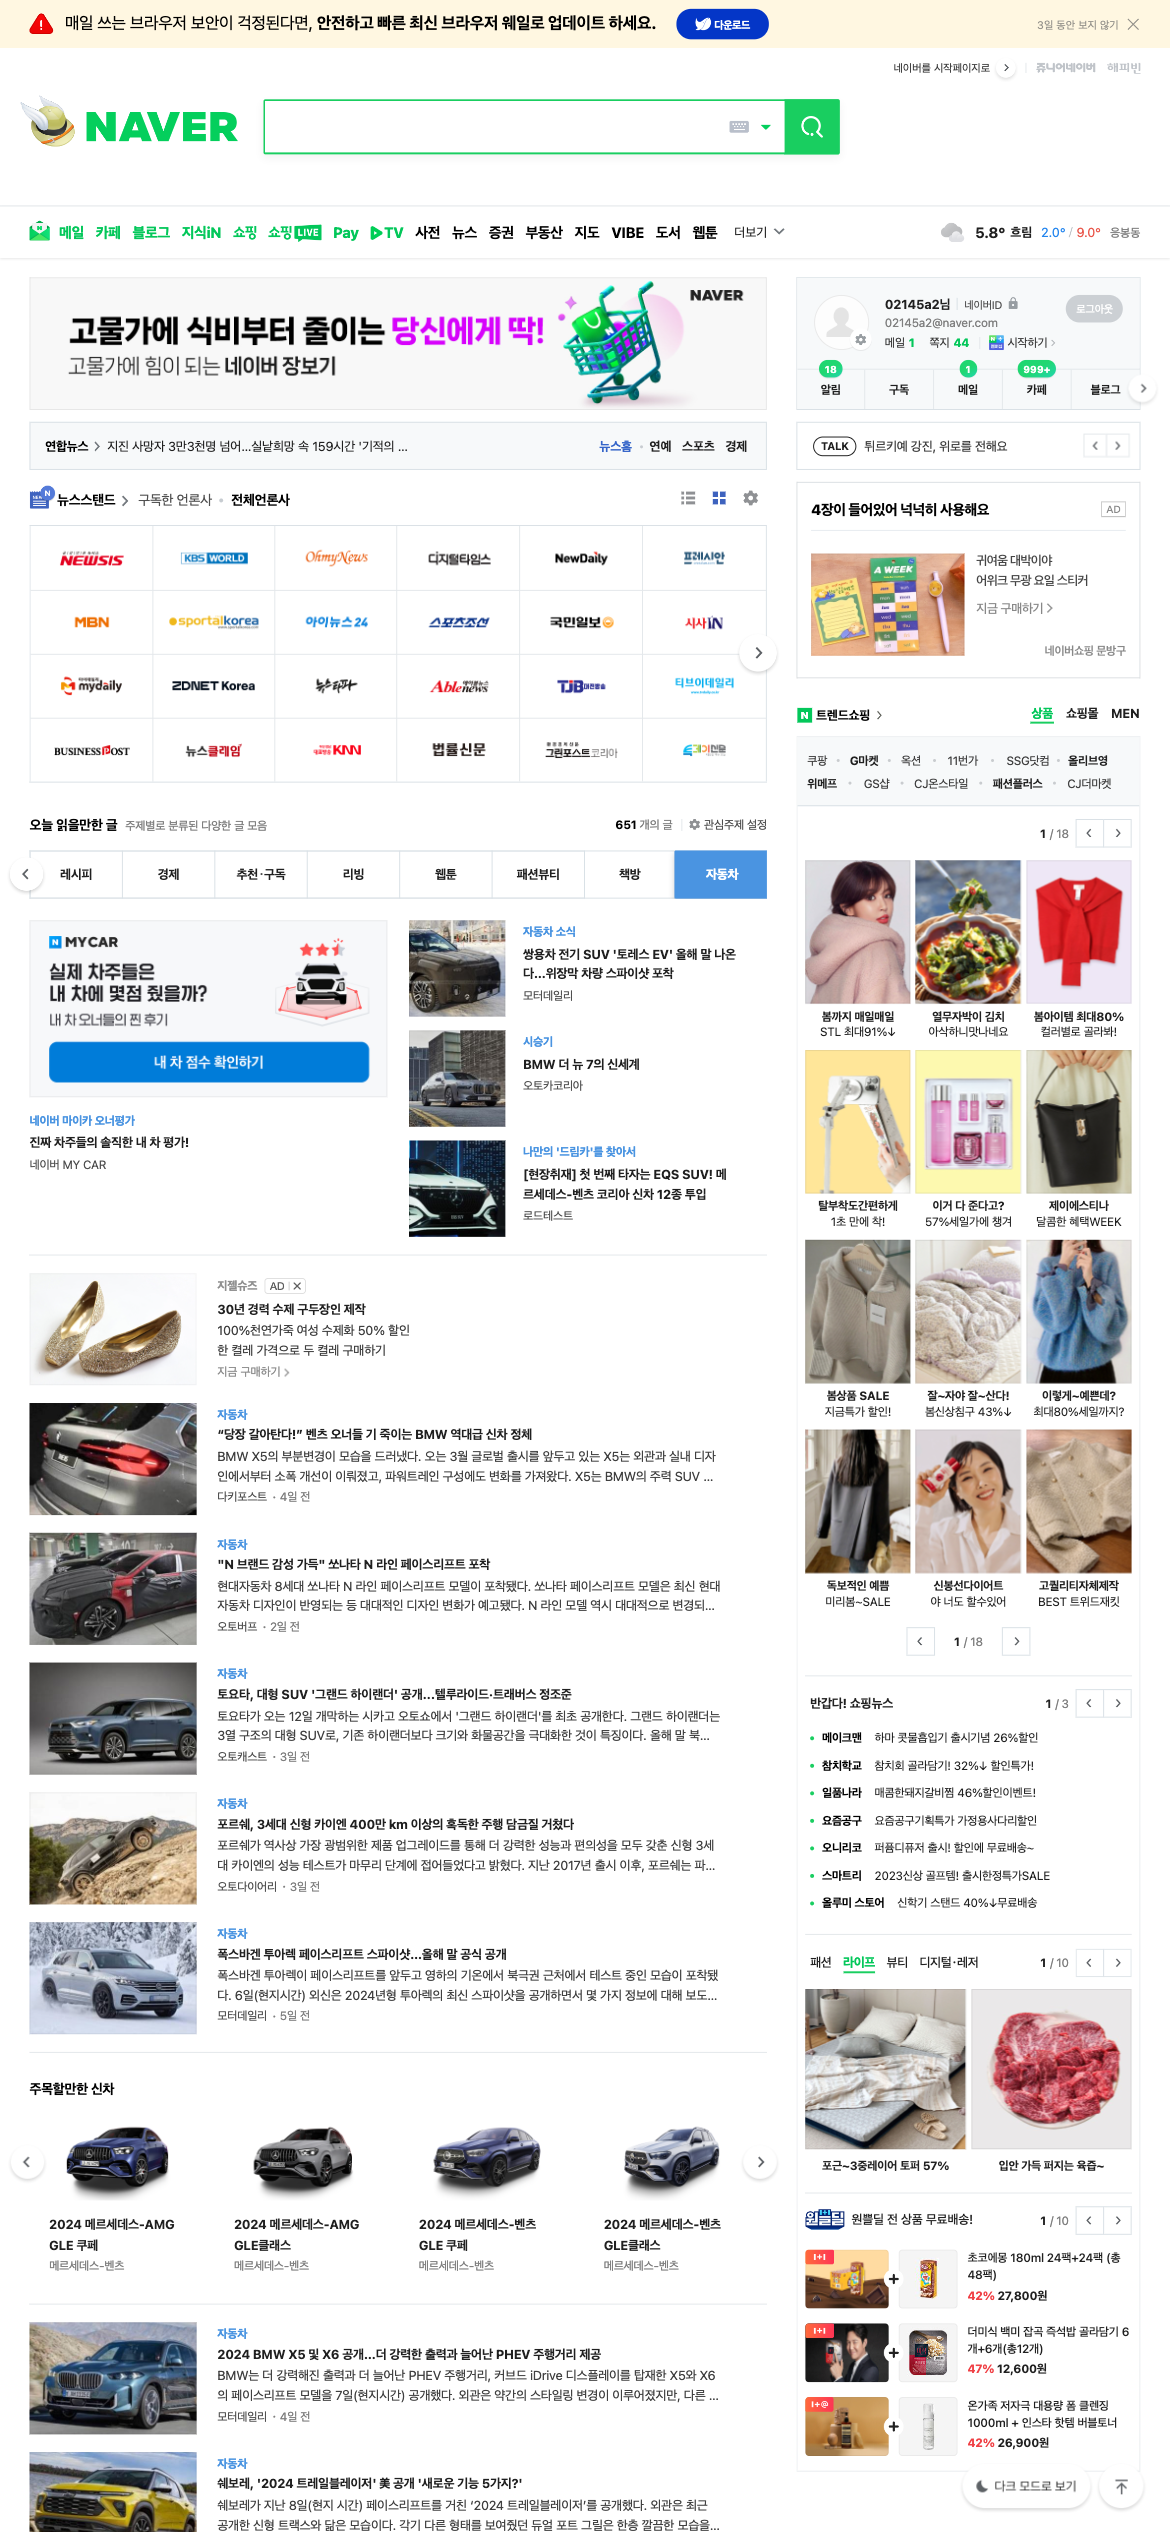 매일 쓰는 브라우저 보안이 걱정된다면, 안전하고 빠른 최신 브라우저 웨일로 업데이트 하세요. 다운로드 3일 동안 보지 않기
네이버를 시작페이지로 쥬니어네이버 해피빈
NAVER
메일 카페 블로그 지식iN 쇼핑 쇼핑LIVE Pay TV 사전 뉴스 증권 부동산 지도 VIBE 도서 웹툰 더보기
5.8° 흐림 2.0° / 9.0° 응봉동
NAVER
고물가에 식비부터 줄이는 당신에게 딱!
고물가에 힘이 되는 네이버 장보기
02145a2님 네이버ID 로그아웃
02145a2@naver.com
메일 1 쪽지 44 시작하기
18 1 999+
알림 구독 메일 카페 블로그
연합뉴스 지진 사망자 3만3천명 넘어...실낱희망 속 159시간 '기적의 ... 뉴스홈 연예 스포츠 경제
TALK 튀르키예 강진, 위로를 전해요
뉴스스탠드 구독한 언론사 전체언론사
NEWSIS KBS WORLD OhmyNews 디지털타임스 NewDaily 프레시안
MBN sportalkorea 아이뉴스24 스포츠조선 국민일보 시사IN
mydaily ZDNET Korea 뉴스타파 Ablenews TJB대전방송 티브이데일리
BUSINESSPOST 뉴스클레임 KNN 법률신문 그린포스트코리아
4장이 들어있어 넉넉히 사용해요 AD
A WEEK
귀여움 대박이야
어위크 무광 요일 스티커
지금 구매하기
네이버쇼핑 문방구
오늘 읽을만한 글 주제별로 분류된 다양한 글 모음 651 개의 글 관심주제 설정
레시피 경제 추천·구독 리빙 웹툰 패션뷰티 책방 자동차
N MYCAR
실제 차주들은
내 차에 몇점 줬을까?
내 차 오너들의 찐 후기
내 차 점수 확인하기
네이버 마이카 오너평가
진짜 차주들의 솔직한 내 차 평가!
네이버 MY CAR
자동차 소식
쌍용차 전기 SUV '토레스 EV' 올해 말 나온
다...위장막 차량 스파이샷 포착
모터데일리
시승기
BMW 더 뉴 7의 신세계
오토카코리아
나만의 '드림카'를 찾아서
[현장취재] 첫 번째 타자는 EQS SUV! 메
르세데스-벤츠 코리아 신차 12종 투입
로드테스트
지젤슈즈 AD
30년 경력 수제 구두장인 제작
100%천연가죽 여성 수제화 50% 할인
한 켤레 가격으로 두 켤레 구매하기
지금 구매하기
자동차
“당장 갈아탄다!” 벤츠 오너들 기 죽이는 BMW 역대급 신차 정체
BMW X5의 부분변경이 모습을 드러냈다. 오는 3월 글로벌 출시를 앞두고 있는 X5는 외관과 실내 디자
인에서부터 소폭 개선이 이뤄졌고, 파워트레인 구성에도 변화를 가져왔다. X5는 BMW의 주력 SUV ...
다키포스트 · 4일 전
자동차
"N 브랜드 감성 가득" 쏘나타 N 라인 페이스리프트 포착
현대자동차 8세대 쏘나타 N 라인 페이스리프트 모델이 포착됐다. 쏘나타 페이스리프트 모델은 최신 현대
자동차 디자인이 반영되는 등 대대적인 디자인 변화가 예고됐다. N 라인 모델 역시 대대적으로 변경되...
오토버프 · 2일 전
자동차
토요타, 대형 SUV '그랜드 하이랜더' 공개...텔루라이드·트래버스 정조준
토요타가 오는 12일 개막하는 시카고 오토쇼에서 '그랜드 하이랜더'를 최초 공개한다. 그랜드 하이랜더는
3열 구조의 대형 SUV로, 기존 하이랜더보다 크기와 화물공간을 극대화한 것이 특징이다. 올해 말 북...
오토캐스트 · 3일 전
자동차
포르쉐, 3세대 신형 카이엔 400만 km 이상의 혹독한 주행 담금질 거쳤다
포르쉐가 역사상 가장 광범위한 제품 업그레이드를 통해 더 강력한 성능과 편의성을 모두 갖춘 신형 3세
대 카이엔의 성능 테스트가 마무리 단계에 접어들었다고 밝혔다. 지난 2017년 출시 이후, 포르쉐는 파...
오토다이어리 · 3일 전
자동차
폭스바겐 투아렉 페이스리프트 스파이샷...올해 말 공식 공개
폭스바겐 투아렉이 페이스리프트를 앞두고 영하의 기온에서 북극권 근처에서 테스트 중인 모습이 포착됐
다. 6일(현지시간) 외신은 2024년형 투아렉의 최신 스파이샷을 공개하면서 몇 가지 정보에 대해 보도...
모터데일리 · 5일 전
주목할만한 신차
2024 메르세데스-AMG GLE 쿠페
메르세데스-벤츠
2024 메르세데스-AMG GLE클래스
메르세데스-벤츠
2024 메르세데스-벤츠 GLE 쿠페
메르세데스-벤츠
2024 메르세데스-벤츠 GLE클래스
메르세데스-벤츠
자동차
2024 BMW X5 및 X6 공개...더 강력한 출력과 늘어난 PHEV 주행거리 제공
BMW는 더 강력해진 출력과 더 늘어난 PHEV 주행거리, 커브드 iDrive 디스플레이를 탑재한 X5와 X6
의 페이스리프트 모델을 7일(현지시간) 공개했다. 외관은 약간의 스타일링 변경이 이루어졌지만, 다른 ...
모터데일리 · 4일 전
자동차
쉐보레, '2024 트레일블레이저' 美 공개 '새로운 기능 5가지?'
쉐보레가 지난 8일(현지 시간) 페이스리프트를 거친 ‘2024 트레일블레이저’를 공개했다. 외관은 최근
공개한 신형 트랙스와 닮은 모습이다. 각기 다른 형태를 보여줬던 듀얼 포트 그릴은 한층 깔끔한 모습을...
N 트렌드쇼핑 상품 쇼핑몰 MEN
쿠팡 G마켓 옥션 11번가 SSG닷컴 올리브영
위메프 GS샵 CJ온스타일 패션플러스 CJ더마켓
1 / 18
봄까지 매일매일 열무자박이 김치 봄아이템 최대80%
STL 최대91%↓ 아삭하니맛나네요 컬러별로 골라봐!
탈부착도간편하게 이거 다 준다고? 제이에스티나
1초 만에 착! 57%세일가에 챙겨 달콤한 혜택WEEK
봄상품 SALE 잘~자야 잘~산다! 이렇게~예쁜데?
지금특가 할인! 봄신상침구 43%↓ 최대80%세일까지?
독보적인 예쁨 신봉선다이어트 고퀄리티자체제작
미리봄~SALE 야 너도 할수있어 BEST 트위드재킷
1 / 18
반갑다! 쇼핑뉴스 1 / 3
메이크맨 하마 콧물흡입기 출시기념 26%할인
참치학교 참치회 골라담기! 32%↓ 할인특가!
일품나라 매콤한돼지갈비찜 46%할인이벤트!
요즘공구 요즘공구기획특가 가정용사다리할인
오니리코 퍼퓸디퓨저 출시! 할인에 무료배송~
스마트리 2023신상 골프템! 출시한정특가SALE
올루미 스토어 신학기 스탠드 40%↓무료배송
패션 라이프 뷰티 디지털·레저 1 / 10
포근~3중레이어 토퍼 57% 입안 가득 퍼지는 육즙~
원쁠딜 원쁠딜 전 상품 무료배송! 1 / 10
1+1
초코에몽 180ml 24팩+24팩 (총
48팩)
42% 27,800원
1+1
더미식 백미 잡곡 즉석밥 골라담기 6
개+6개(총12개)
47% 12,600원
1+@
온가족 저자극 대용량 폼 클렌징
1000ml + 인스타 핫템 버블토너
42% 26,900원
다크 모드로 보기